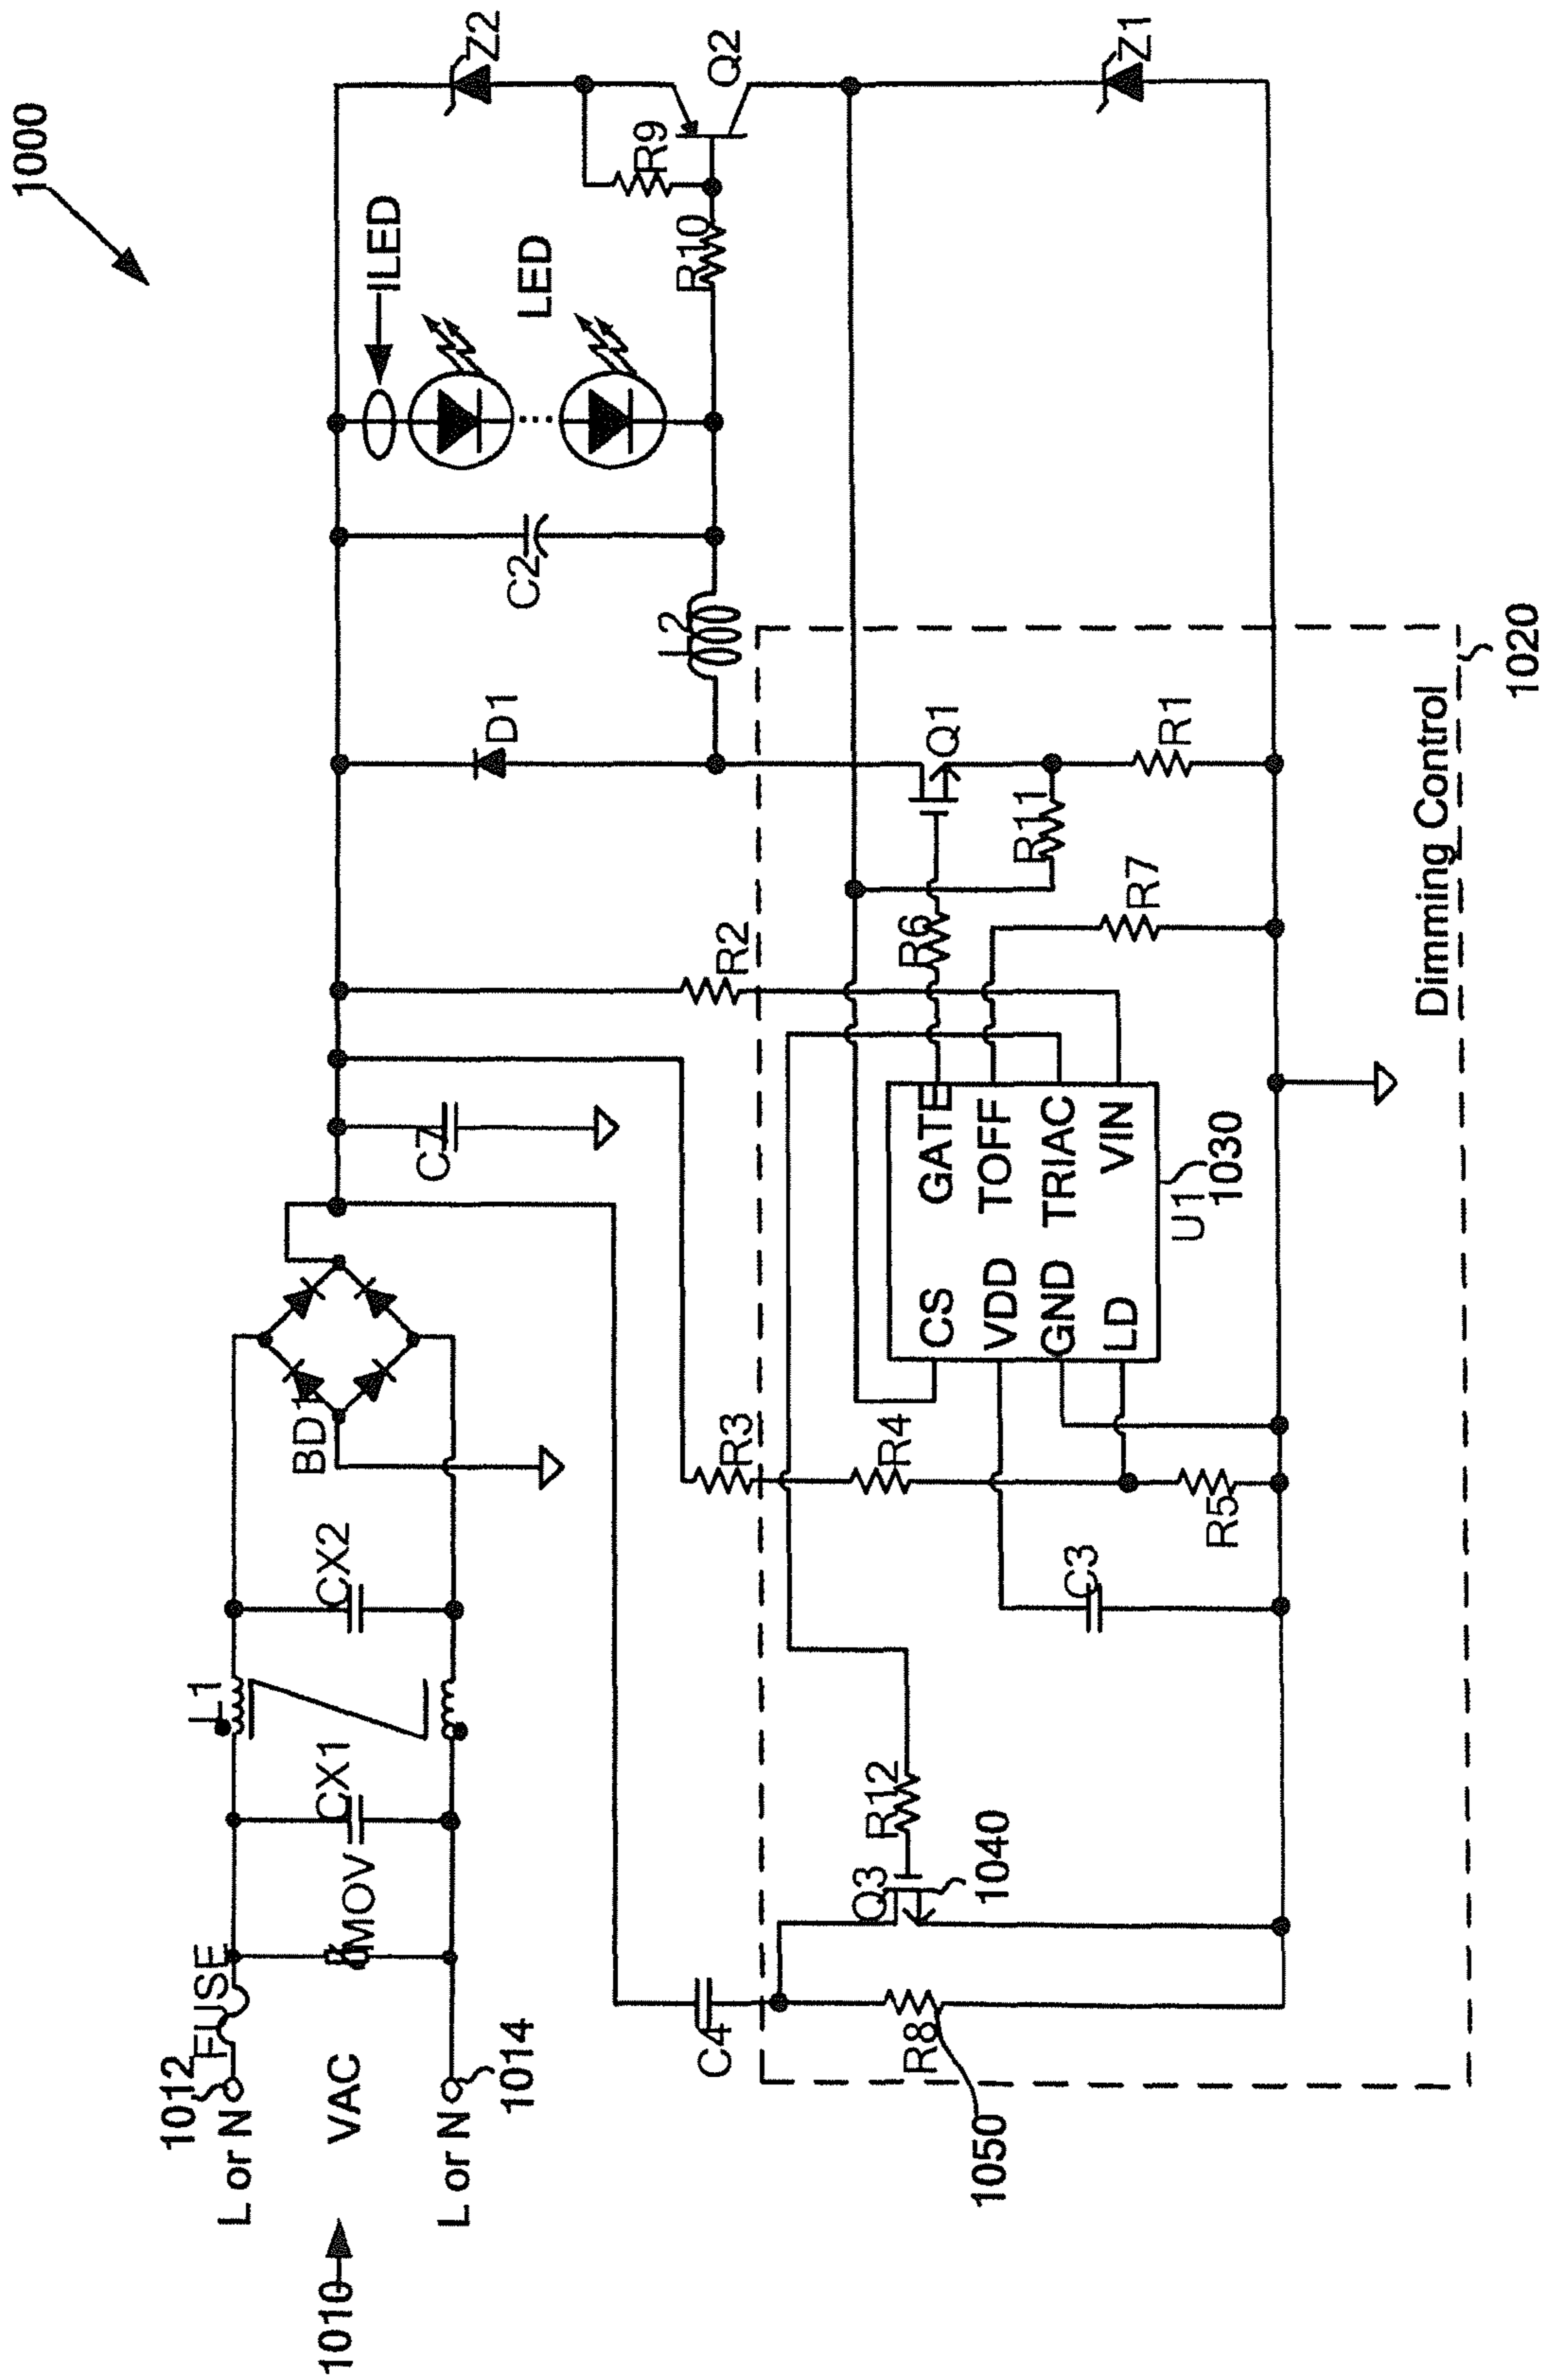 1000
1010
1012
L or N
VAC
L or N
1014
FUSE
MOV
CX1
L1
CX2
BD1
C7
R2
D1
L2
C2
ILED
LED
R10
R9
Z2
Q2
Z1
C4
R3
R8
1050
Q3
1040
R12
C3
R4
R5
CS
VDD
GND
LD
GATE
TOFF
TRIAC
VIN
U1
1030
R6
R7
R11
Q1
R1
Dimming Control
1020